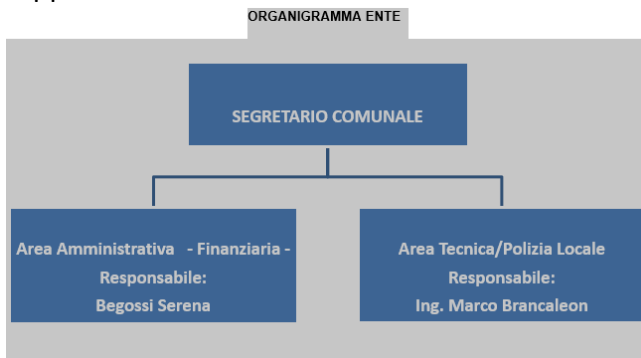 ORGANIGRAMMA ENTE
SEGRETARIO COMUNALE
Area Amministrativa - Finanziaria -
Responsabile:
Begossi Serena
Area Tecnica/Polizia Locale
Responsabile:
Ing. Marco Brancaleon